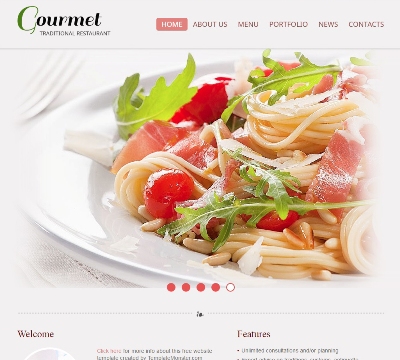 Gourmet
TRADITIONAL RESTAURANT
HOME ABOUT US MENU PORTFOLIO NEWS CONTACTS
Welcome
Click here for more info about this free website
template created by TemplateMonster.com
Features
• Unlimited consultations and/or planning